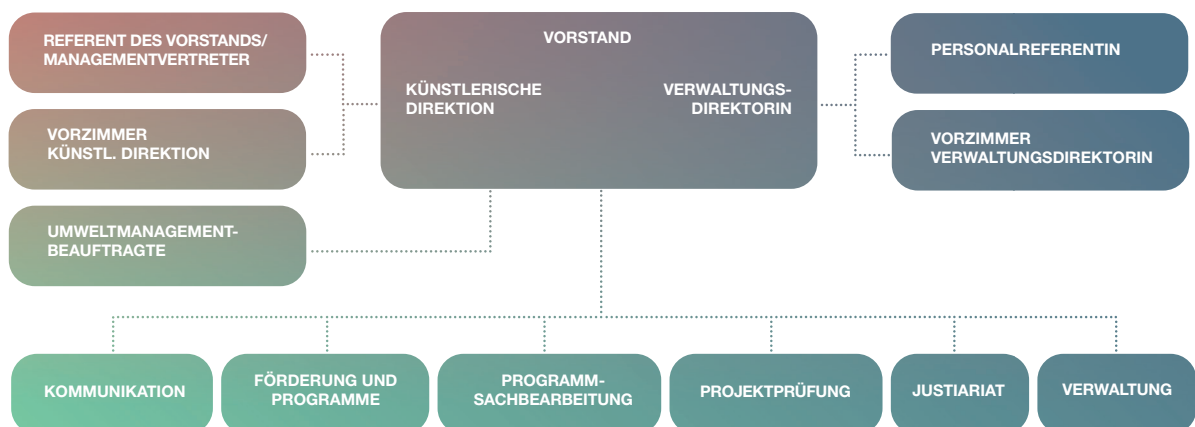 REFERENT DES VORSTANDS/
MANAGEMENTVERTRETER
VORZIMMER
KÜNSTL. DIREKTION
UMWELTMANAGEMENT-
BEAUFTRAGTE
VORSTAND
KÜNSTLERISCHE
DIREKTION
VERWALTUNGS-
DIREKTORIN
PERSONALREFERENTIN
VORZIMMER
VERWALTUNGSDIREKTORIN
KOMMUNIKATION
FÖRDERUNG UND
PROGRAMME
PROGRAMM-
SACHBEARBEITUNG
PROJEKTPRÜFUNG
JUSTIARIAT
VERWALTUNG